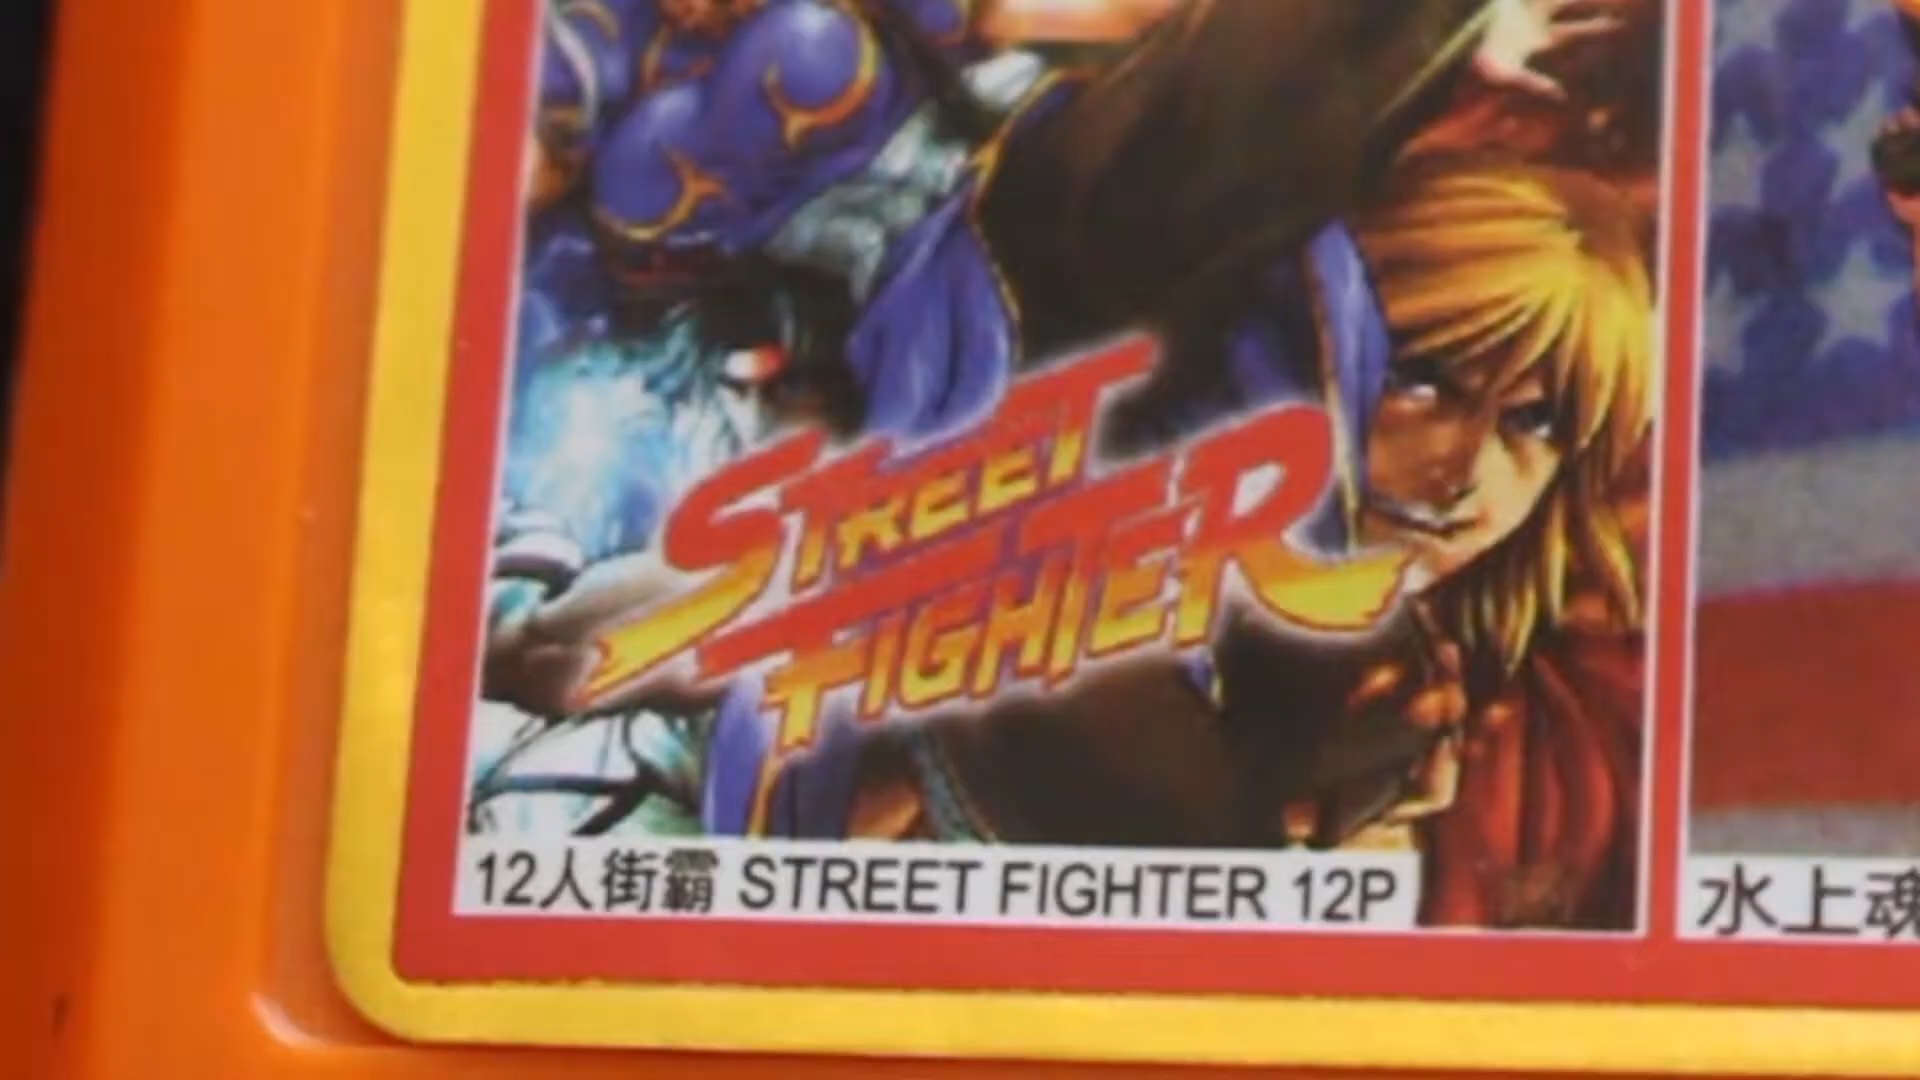 STREET
FIGHTER
12人街霸 STREET FIGHTER 12P
水上魂